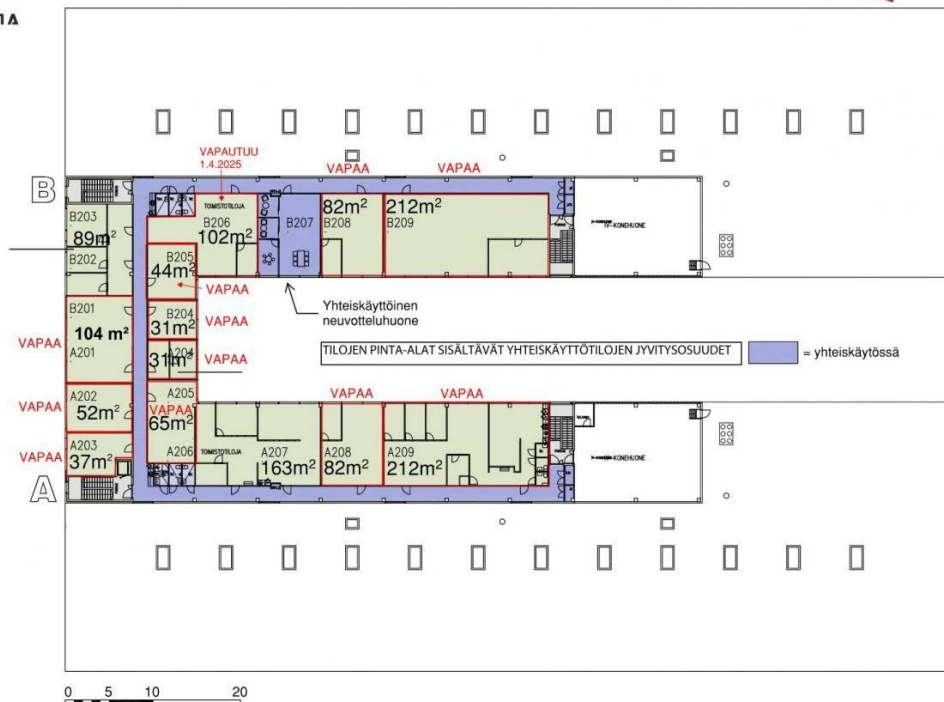 VAPAUTUU
1.4.2025
VAPAA
VAPAA
B
B203
89m²
B202
TOIMISTOTILOJA
B206
102m²
B207
82m²
B208
212m²
B209
IV-KONEHUONE
B205
44m²
VAPAA
B201
104 m²
A201
VAPAA
B204
31m²
VAPAA
31m²
A204
VAPAA
Yhteiskäyttöinen
neuvotteluhuone
TILOJEN PINTA-ALAT SISÄLTÄVÄT YHTEISKÄYTTÖTILOJEN JYVITYSOSUUDET
= yhteiskäytössä
A202
52m²
VAPAA
A203
37m²
VAPAA
A
A205
VAPAA
65m²
A206
TOIMISTOTILOJA
A207
163m²
VAPAA
A208
82m²
VAPAA
A209
212m²
0 5 10 20